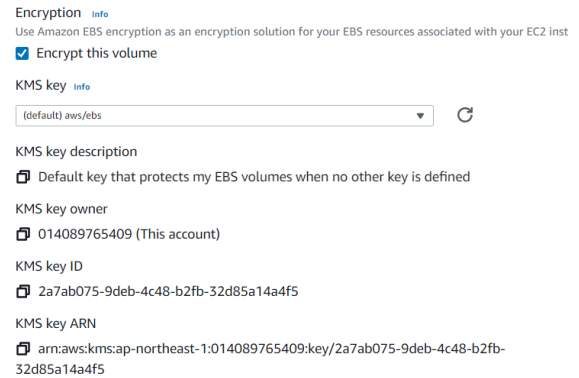 Encryption Info
Use Amazon EBS encryption as an encryption solution for your EBS resources associated with your EC2 inst
Encrypt this volume
KMS key Info
(default) aws/ebs
KMS key description
Default key that protects my EBS volumes when no other key is defined
KMS key owner
014089765409 (This account)
KMS key ID
2a7ab075-9deb-4c48-b2fb-32d85a14a4f5
KMS key ARN
arn:aws:kms:ap-northeast-1:014089765409:key/2a7ab075-9deb-4c48-b2fb-
32d85a14a4f5